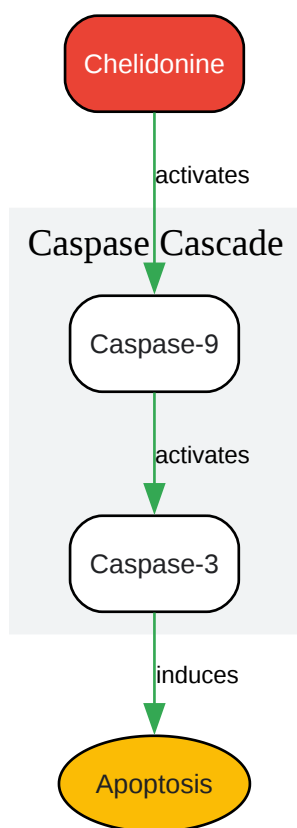 Chelidonine
activates
Caspase Cascade
Caspase-9
activates
Caspase-3
induces
Apoptosis